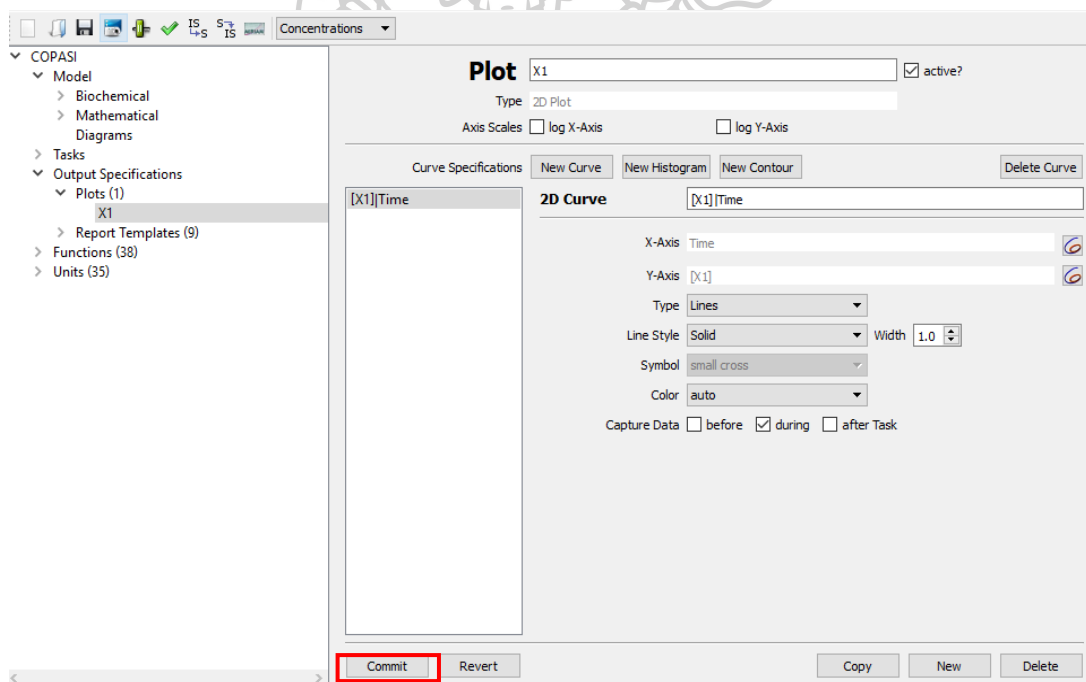 Concentrations
COPASI
Model
Biochemical
Mathematical
Diagrams
Tasks
Output Specifications
Plots (1)
X1
Report Templates (9)
Functions (38)
Units (35)
Plot X1 active?
Type 2D Plot
Axis Scales log X-Axis log Y-Axis
Curve Specifications New Curve New Histogram New Contour Delete Curve
[X1]|Time
2D Curve [X1]|Time
X-Axis Time
Y-Axis [X1]
Type Lines
Line Style Solid Width 1.0
Symbol small cross
Color auto
Capture Data before during after Task
Commit Revert Copy New Delete